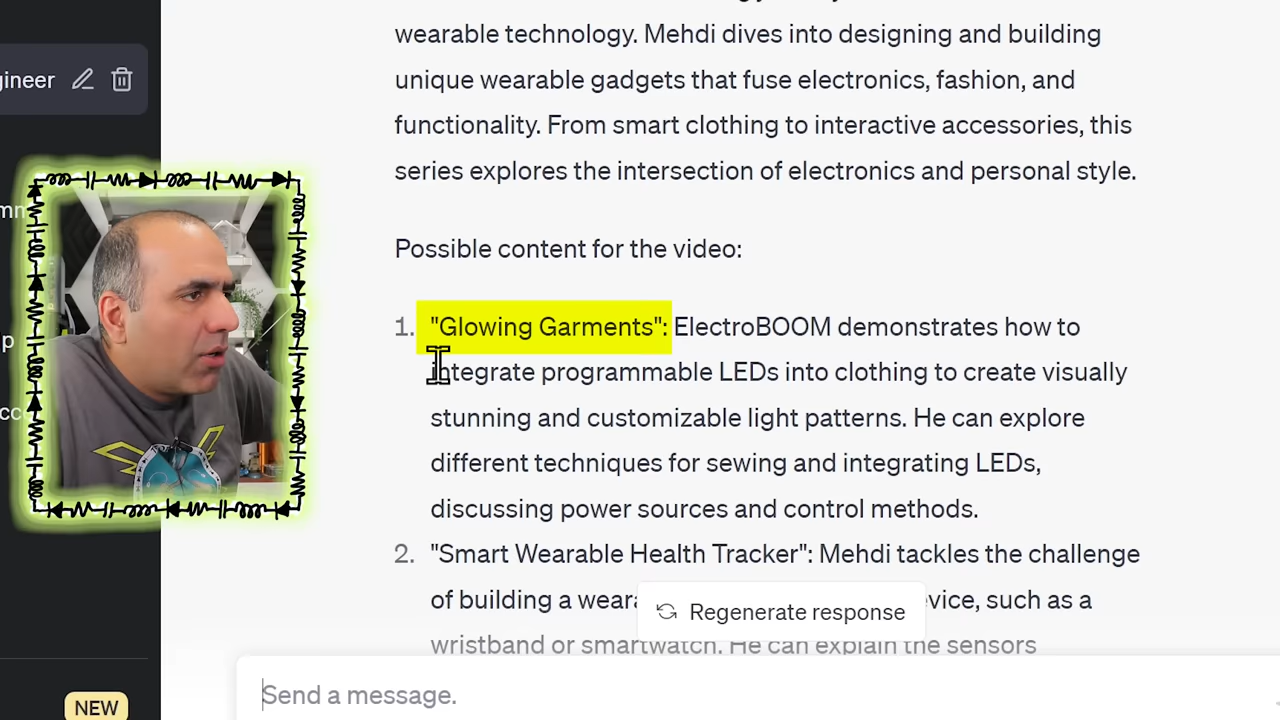 wearable technology. Mehdi dives into designing and building
gineer
unique wearable gadgets that fuse electronics, fashion, and
functionality. From smart clothing to interactive accessories, this
series explores the intersection of electronics and personal style.
Possible content for the video:
1. "Glowing Garments": ElectroBOOM demonstrates how to
integrate programmable LEDs into clothing to create visually
stunning and customizable light patterns. He can explore
different techniques for sewing and integrating LEDs,
discussing power sources and control methods.
2. "Smart Wearable Health Tracker": Mehdi tackles the challenge
of building a such as a
Regenerate response
wristband or smartwatch. He can explain the sensors
Send a message.
NEW